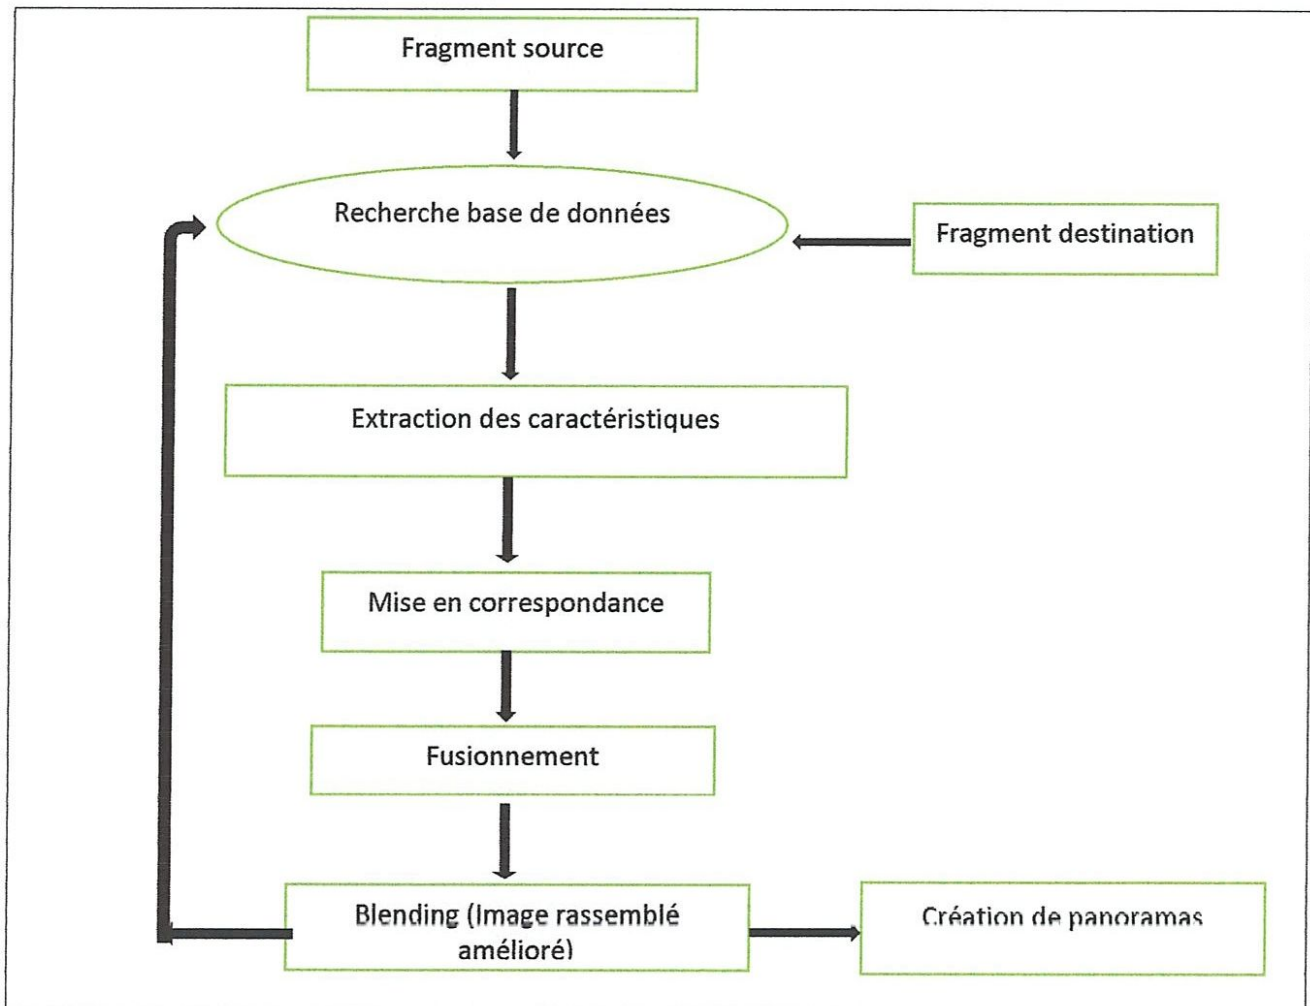 Fragment source
Recherche base de données
Fragment destination
Extraction des caractéristiques
Mise en correspondance
Fusionnement
Blending (Image rassemblé
amélioré)
Création de panoramas